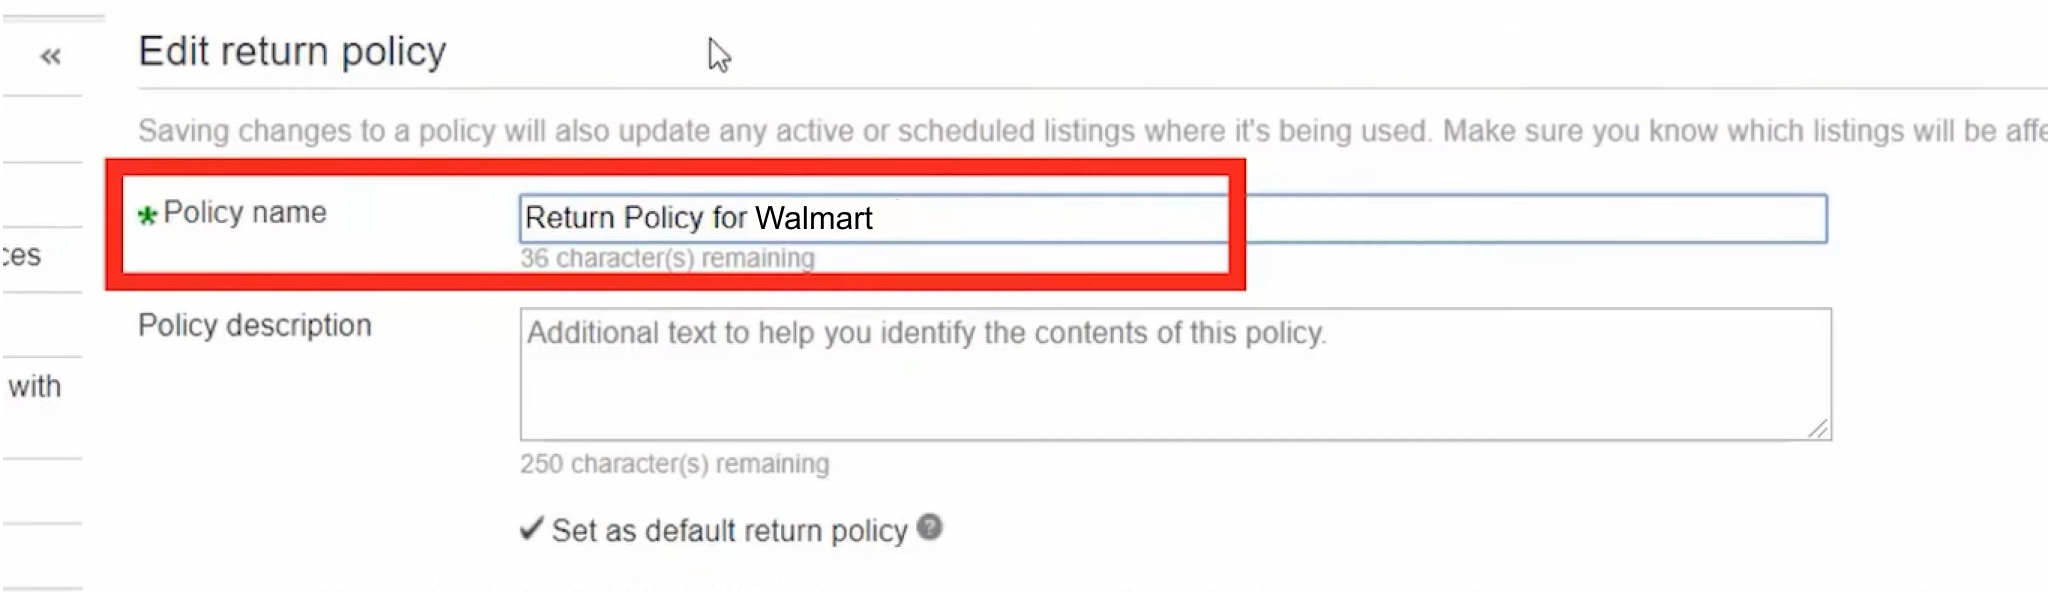 «
Edit return policy
Saving changes to a policy will also update any active or scheduled listings where it's being used. Make sure you know which listings will be
* Policy name
Return Policy for Walmart
36 character(s) remaining
Policy description
Additional text to help you identify the contents of this policy.
with
250 character(s) remaining
✔ Set as default return policy ?